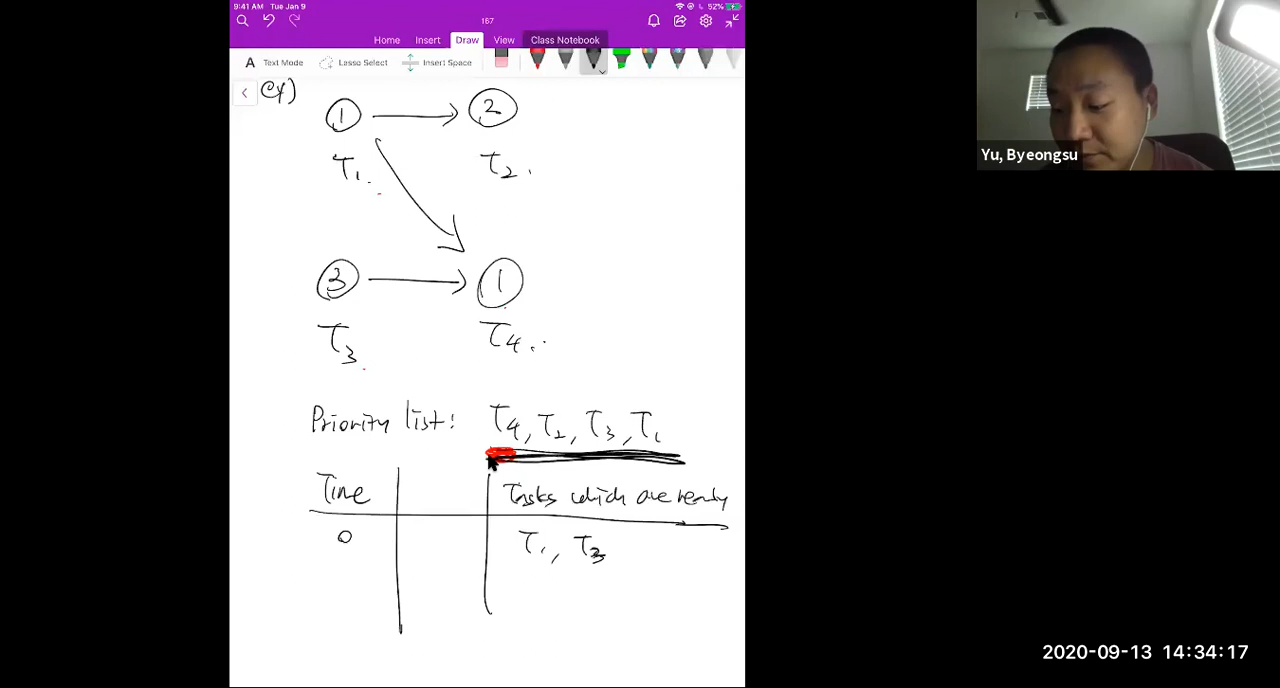 9:41 AM Tue Jan 9
52%
167
Home Insert Draw View Class Notebook
Text Mode Lasso Select Insert Space
ex)
1 2
T1. T2.
3 1
T3 T4.
Priority list: T4, T2, T3, T1
Time Tasks which are ready
0 T1, T3
Yu, Byeongsu
2020-09-13 14:34:17